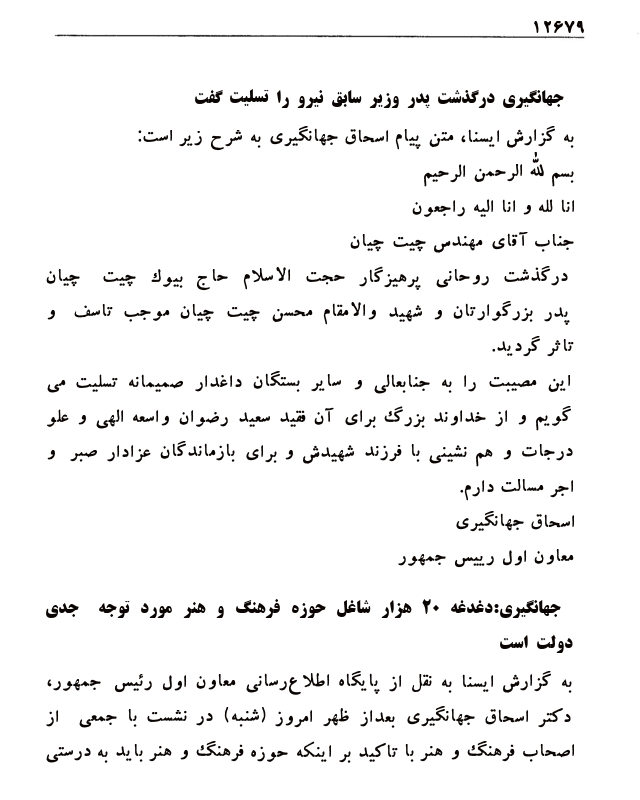 ۱۲۶۷۹
جهانگیری درگذشت پدر وزیر سابق نیرو را تسلیت گفت
به گزارش ایسنا، متن پیام اسحاق جهانگیری به شرح زیر است:
بسم الله الرحمن الرحیم
انا لله و انا الیه راجعون
جناب آقای مهندس چیت چیان
درگذشت روحانی پرهیزگار حجت الاسلام حاج بیوك چیت چیان
پدر بزرگوارتان و شهید والامقام محسن چیت چیان موجب تاسف و
تاثر گردید.
این مصیبت را به جنابعالی و سایر بستگان داغدار صمیمانه تسلیت می
گویم و از خداوند بزرگ برای آن فقید سعید رضوان واسعه الهی و علو
درجات و هم نشینی با فرزند شهیدش و برای بازماندگان عزادار صبر و
اجر مسالت دارم.
اسحاق جهانگیری
معاون اول رییس جمهور
جهانگیری:دغدغه ۲۰ هزار شاغل حوزه فرهنگ و هنر مورد توجه جدی
دولت است
به گزارش ایسنا به نقل از پایگاه اطلاع‌رسانی معاون اول رئیس جمهور،
دکتر اسحاق جهانگیری بعداز ظهر امروز (شنبه) در نشست با جمعی از
اصحاب فرهنگ و هنر با تاکید بر اینکه حوزه فرهنگ و هنر باید به درستی